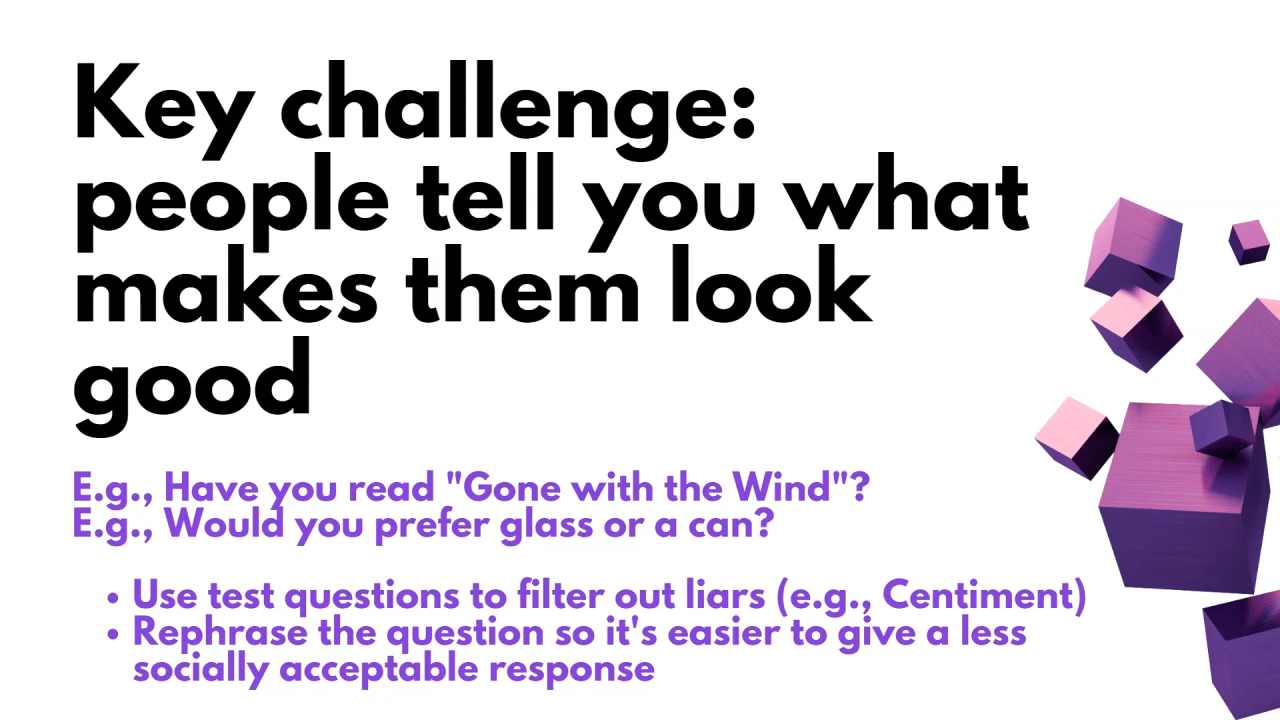 Key challenge:
people tell you what
makes them look
good
E.g., Have you read "Gone with the Wind"?
E.g., Would you prefer glass or a can?
• Use test questions to filter out liars (e.g., Centiment)
• Rephrase the question so it's easier to give a less
socially acceptable response